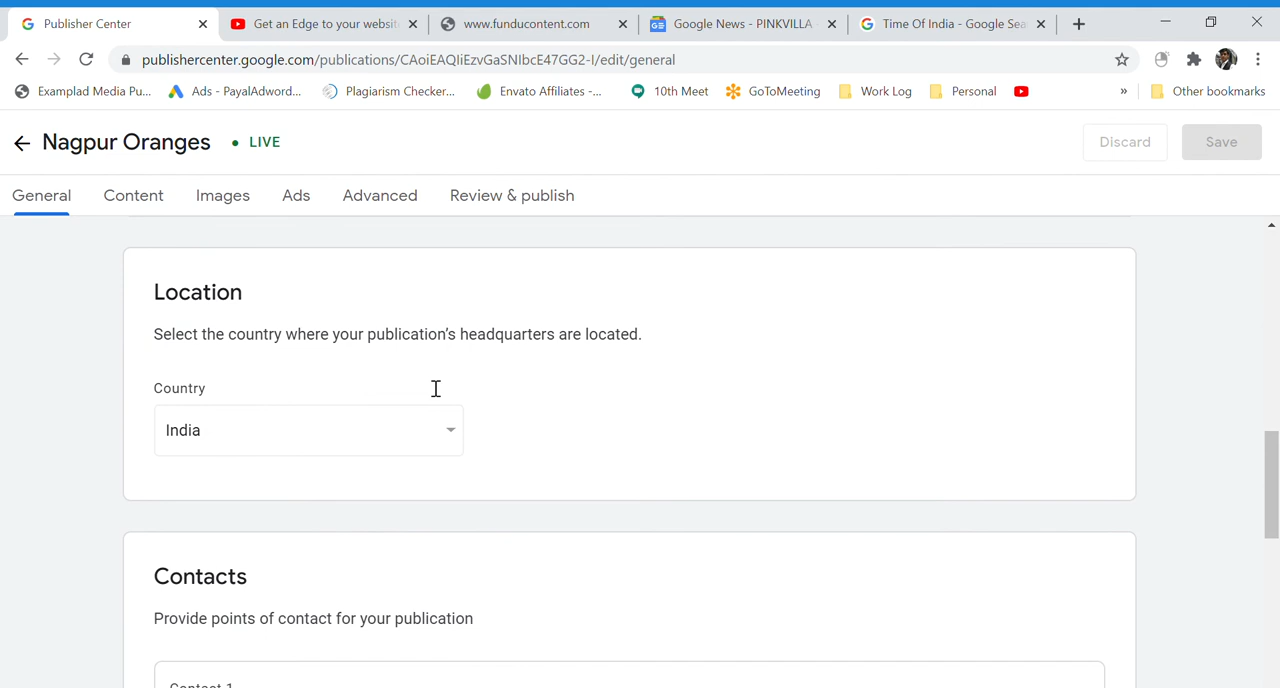 Publisher Center
Get an Edge to your websit
www.funducontent.com
Google News - PINKVILLA
Time Of India - Google Sea
publishercenter.google.com/publications/CAoiEAQIiEzvGaSNIbcE47GG2-I/edit/general
Examplad Media Pu...
Ads - PayalAdword...
Plagiarism Checker...
Envato Affiliates -...
10th Meet
GoToMeeting
Work Log
Personal
»
Other bookmarks
Nagpur Oranges
• LIVE
Discard
Save
General
Content
Images
Ads
Advanced
Review & publish
Location
Select the country where your publication's headquarters are located.
Country
India
Contacts
Provide points of contact for your publication
Contact 1